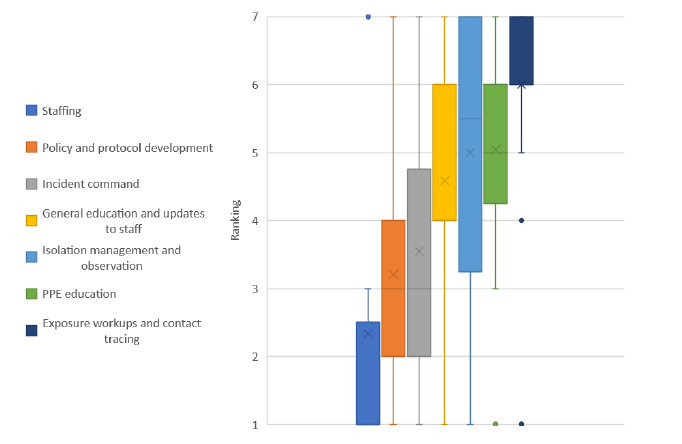 Staffing
Policy and protocol development
Incident command
General education and updates
to staff
Isolation management and
observation
PPE education
Exposure workups and contact
tracing
Ranking
7
6
5
4
3
2
1